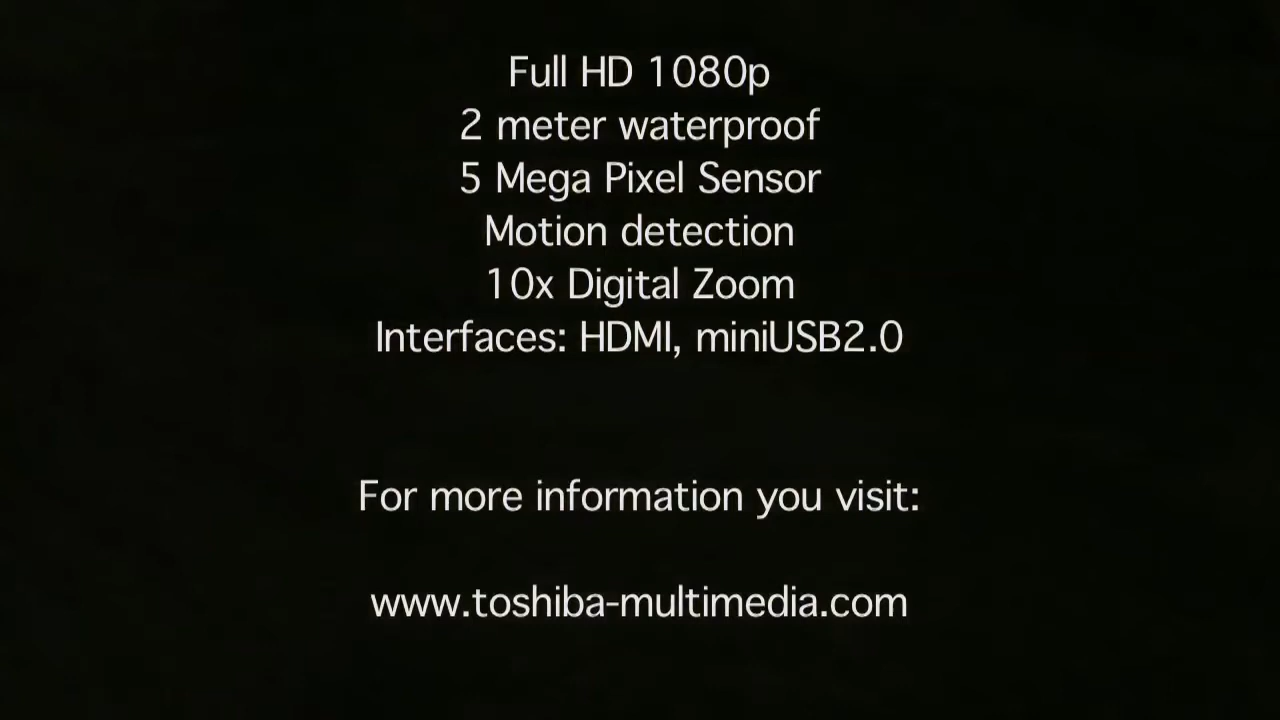 Full HD 1080p
2 meter waterproof
5 Mega Pixel Sensor
Motion detection
10x Digital Zoom
Interfaces: HDMI, miniUSB2.0
For more information you visit:
www.toshiba-multimedia.com